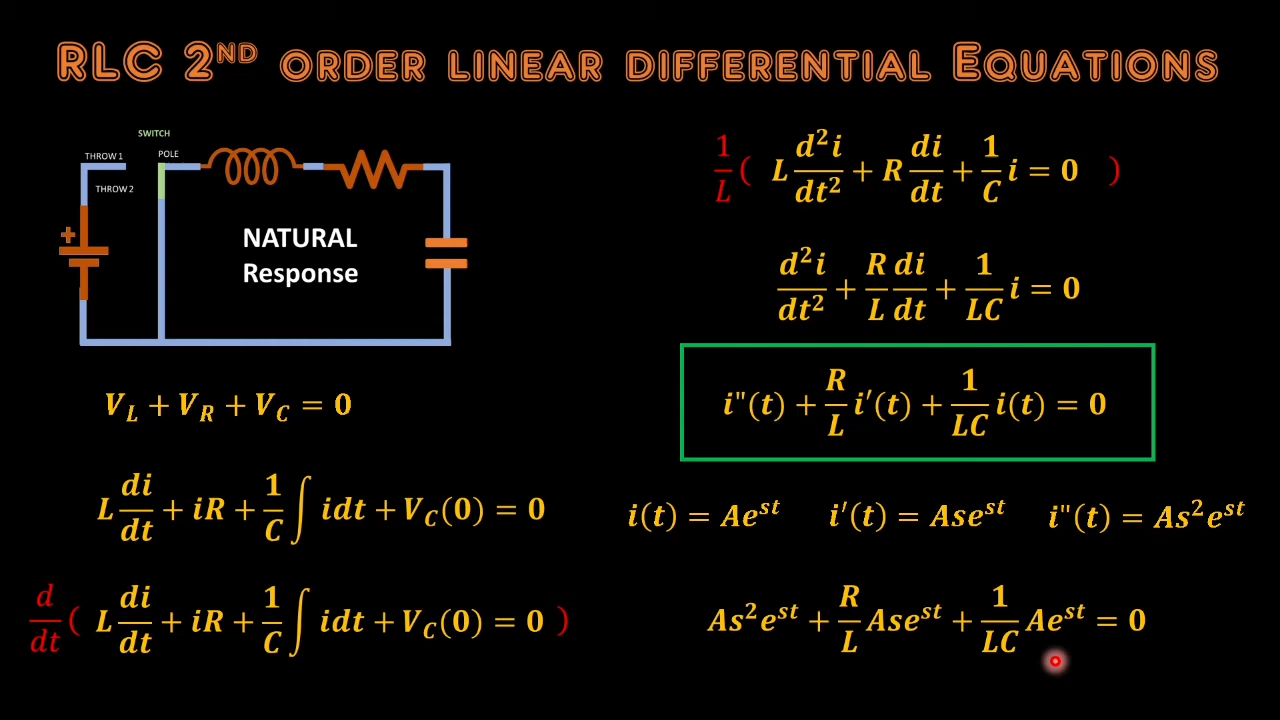 RLC 2ND ORDER LINEAR DIFFERENTIAL EQUATIONS
SWITCH
THROW 1
POLE
THROW 2
+
NATURAL
Response
V_L + V_R + V_C = 0
L di/dt + iR + 1/C ∫ idt + V_C(0) = 0
d/dt ( L di/dt + iR + 1/C ∫ idt + V_C(0) = 0 )
1/L ( L d²i/dt² + R di/dt + 1/C i = 0 )
d²i/dt² + R/L di/dt + 1/LC i = 0
i"(t) + R/L i'(t) + 1/LC i(t) = 0
i(t) = Ae^st i'(t) = Ase^st i"(t) = As²e^st
As²e^st + R/L Ase^st + 1/LC Ae^st = 0